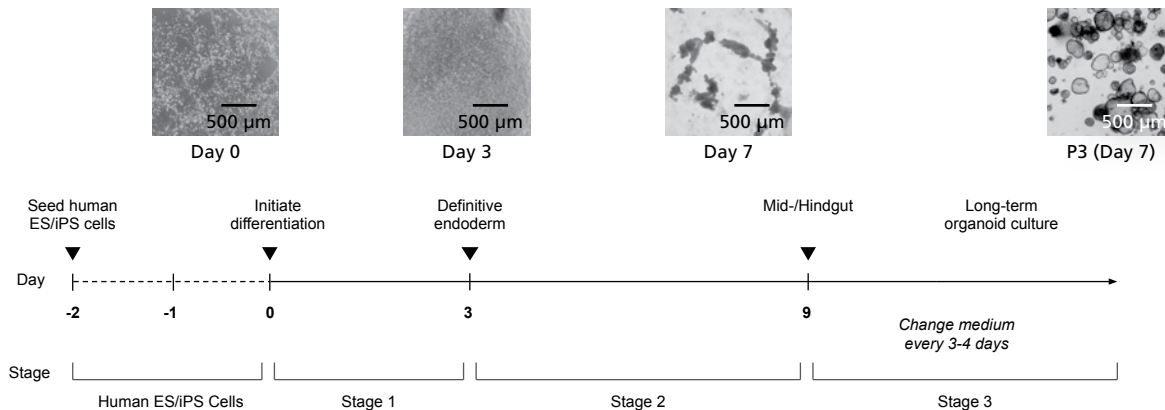 500 µm
500 µm
500 µm
500 µm
Day 0
Day 3
Day 7
P3 (Day 7)
Seed human
ES/iPS cells
Initiate
differentiation
Definitive
endoderm
Mid-/Hindgut
Long-term
organoid culture
Day
-2
-1
0
3
9
Change medium
every 3-4 days
Stage
Human ES/iPS Cells
Stage 1
Stage 2
Stage 3